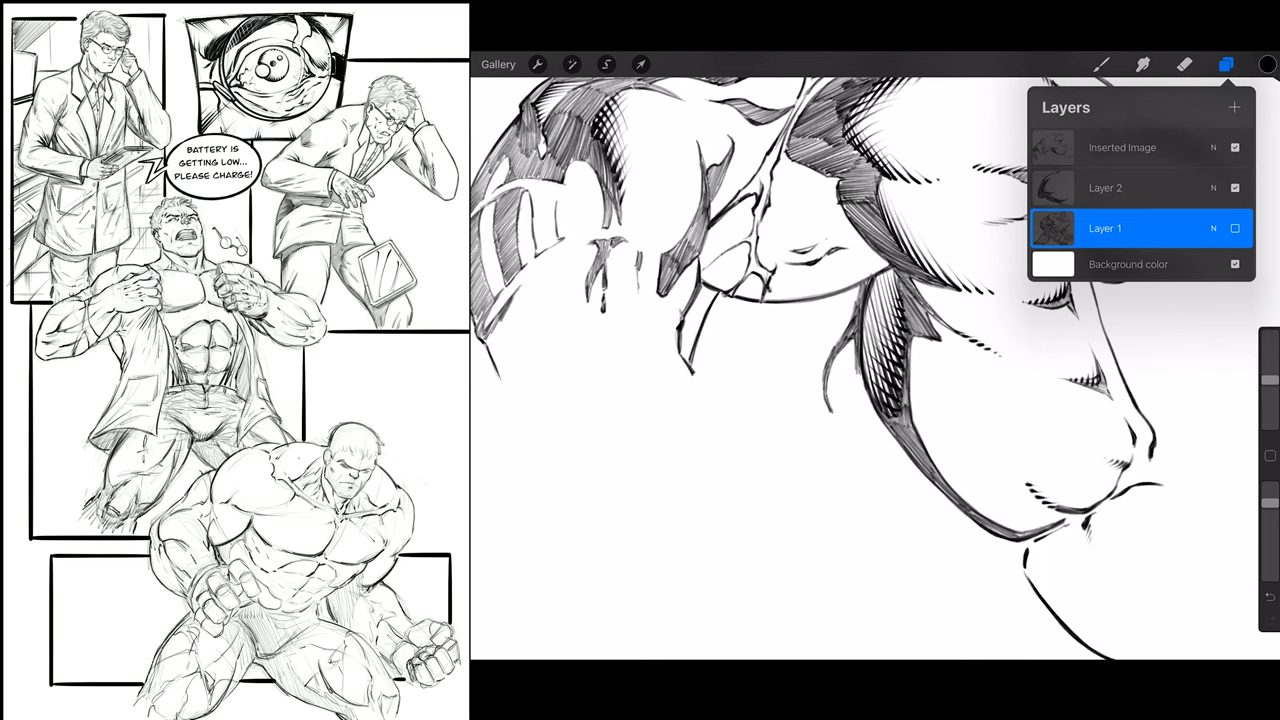 BATTERY IS
GETTING LOW...
PLEASE CHARGE!
Gallery
Layers
Inserted Image N
Layer 2 N
Layer 1 N
Background color